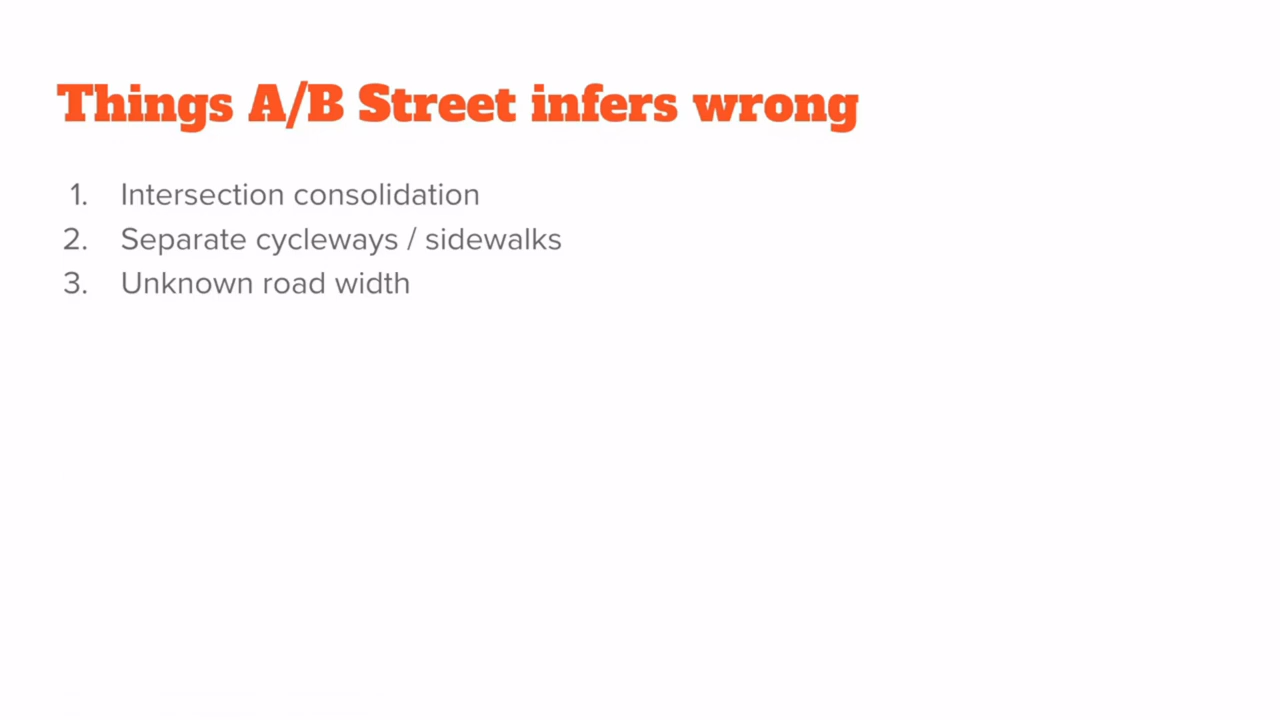 Things A/B Street infers wrong
1. Intersection consolidation
2. Separate cycleways / sidewalks
3. Unknown road width